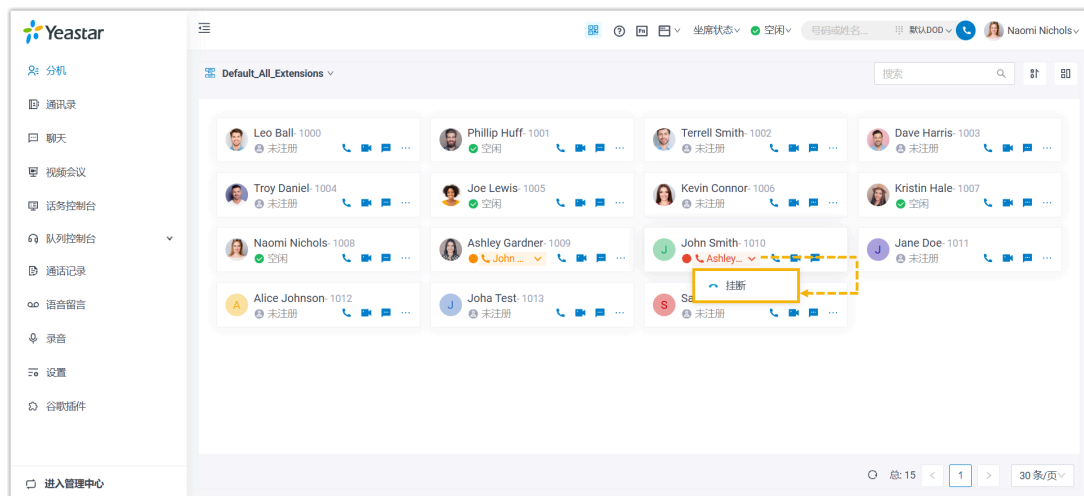 Yeastar
坐席状态 空闲 号码或姓名... 默认DOD Naomi Nichols
分机
通讯录
聊天
视频会议
话务控制台
队列控制台
通话记录
语音留言
录音
设置
谷歌插件
进入管理中心
Default_All_Extensions 搜索
Leo Ball- 1000
未注册
Phillip Huff- 1001
空闲
Terrell Smith- 1002
未注册
Dave Harris- 1003
未注册
Troy Daniel- 1004
未注册
Joe Lewis- 1005
空闲
Kevin Connor- 1006
未注册
Kristin Hale- 1007
空闲
Naomi Nichols- 1008
空闲
Ashley Gardner- 1009
John ...
J
John Smith- 1010
Ashley...
挂断
J
Jane Doe- 1011
未注册
A
Alice Johnson- 1012
未注册
J
Joha Test- 1013
未注册
S
Sa
未注册
总: 15 < 1 > 30 条/页